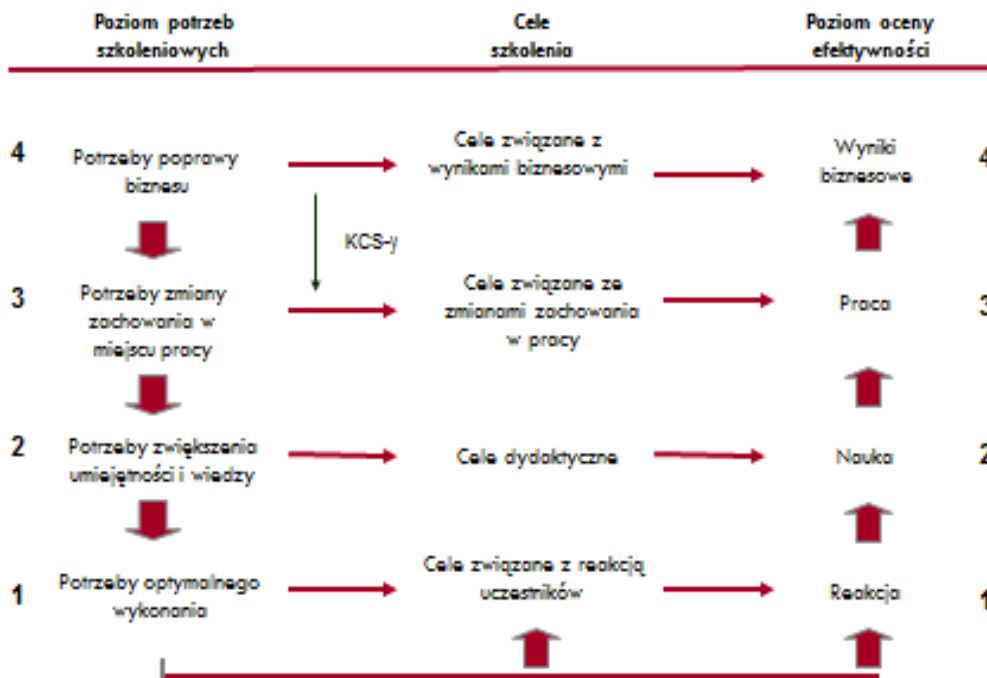 Poziom potrzeb
szkoleniowych
Cele
szkolenia
Poziom oceny
efektywności
4
Potrzeby poprawy
biznesu
Cele związane z
wynikami biznesowymi
Wyniki
biznesowe
4
KCS-γ
3
Potrzeby zmiany
zachowania w
miejscu pracy
Cele związane ze
zmianami zachowania
w pracy
Praca
3
2
Potrzeby zwiększenia
umiejętności i wiedzy
Cele dydaktyczne
Nauka
2
1
Potrzeby optymalnego
wykonania
Cele związane z reakcją
uczestników
Reakcja
1